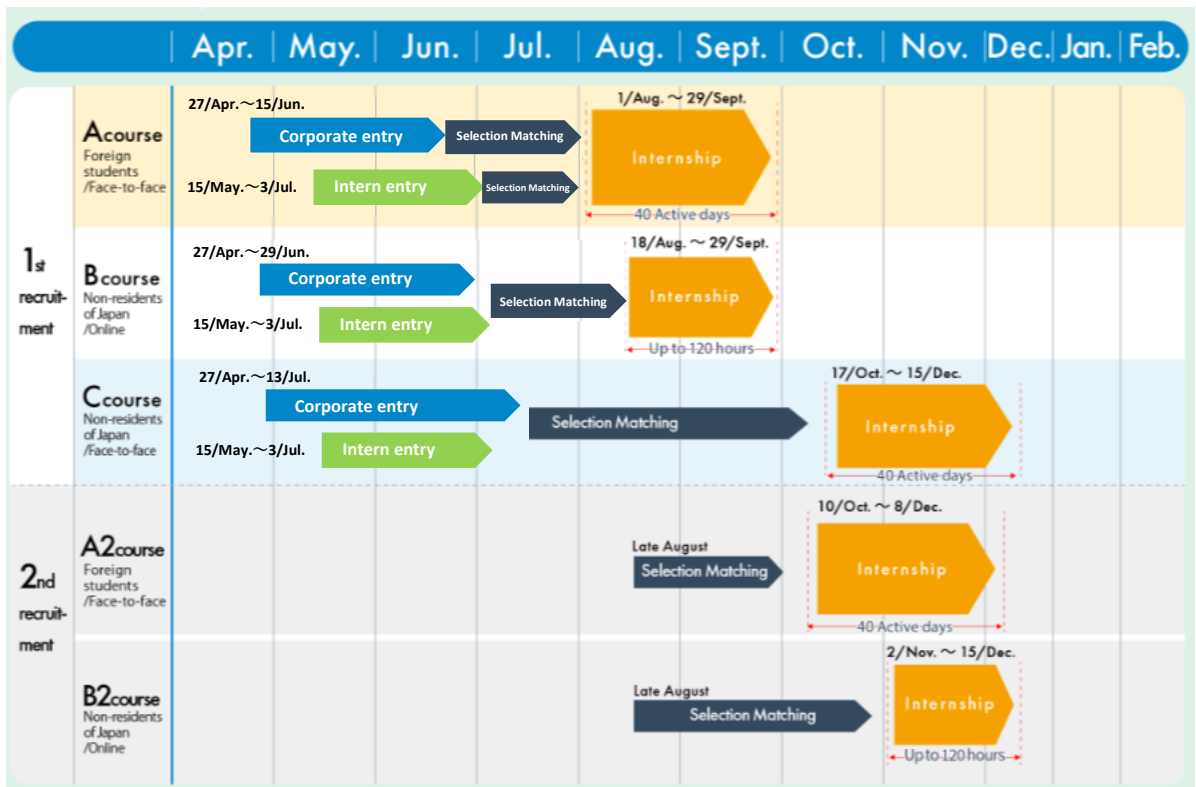 Apr. May. Jun. Jul. Aug. Sept. Oct. Nov. Dec. Jan. Feb.
1st
recruit-
ment
A course
Foreign
students
/Face-to-face
27/Apr.～15/Jun.
Corporate entry
Selection Matching
15/May.～3/Jul.
Intern entry
Selection Matching
1/Aug. ～ 29/Sept.
Internship
40 Active days
B course
Non-residents
of Japan
/Online
27/Apr.～29/Jun.
Corporate entry
15/May.～3/Jul.
Intern entry
Selection Matching
18/Aug. ～ 29/Sept.
Internship
Up to 120 hours
C course
Non-residents
of Japan
/Face-to-face
27/Apr.～13/Jul.
Corporate entry
15/May.～3/Jul.
Intern entry
Selection Matching
17/Oct. ～ 15/Dec.
Internship
40 Active days
2nd
recruit-
ment
A2course
Foreign
students
/Face-to-face
Late August
Selection Matching
10/Oct. ～ 8/Dec.
Internship
40 Active days
B2course
Non-residents
of Japan
/Online
Late August
Selection Matching
2/Nov. ～ 15/Dec.
Internship
Up to 120 hours